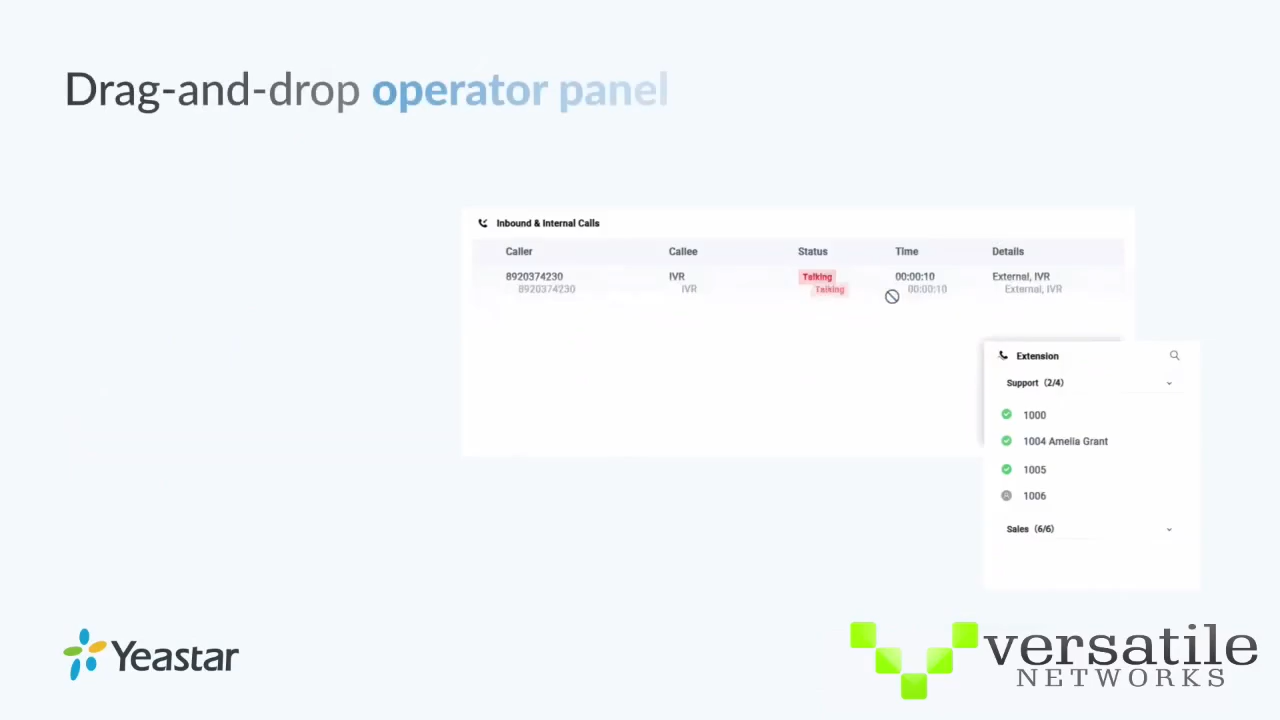 Drag-and-drop operator panel
Inbound & Internal Calls
Caller Callee Status Time Details
8920374230 IVR Talking 00:00:10 External, IVR
8920374230 IVR Talking 00:00:10 External, IVR
Extension
Support (2/4)
1000
1004 Amelia Grant
1005
1006
Sales (6/6)
Yeastar
versatile
NETWORKS